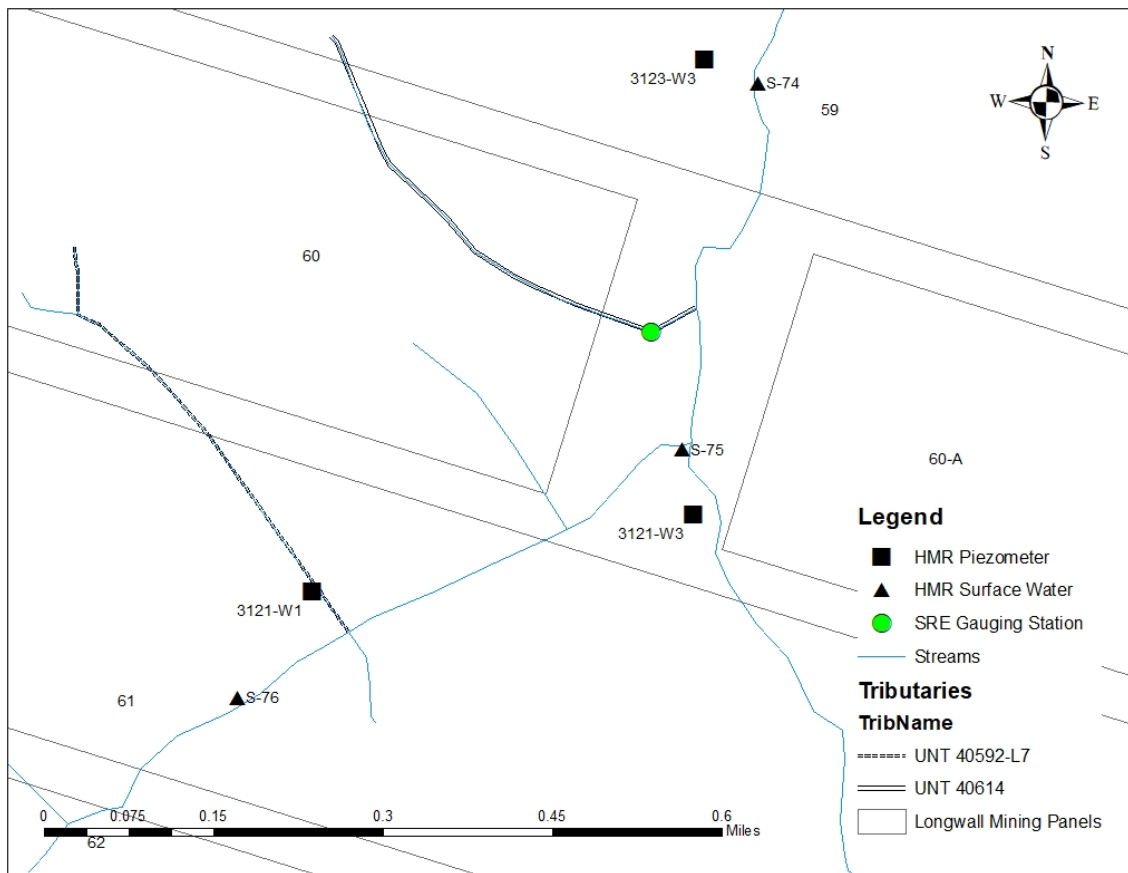 3123-W3
S-74
59
N
W
E
S
60
S-75
60-A
3121-W3
3121-W1
S-76
61
Legend
HMR Piezometer
HMR Surface Water
SRE Gauging Station
Streams
Tributaries
TribName
UNT 40592-L7
UNT 40614
Longwall Mining Panels
0 0.075 0.15 0.3 0.45 0.6
Miles
62